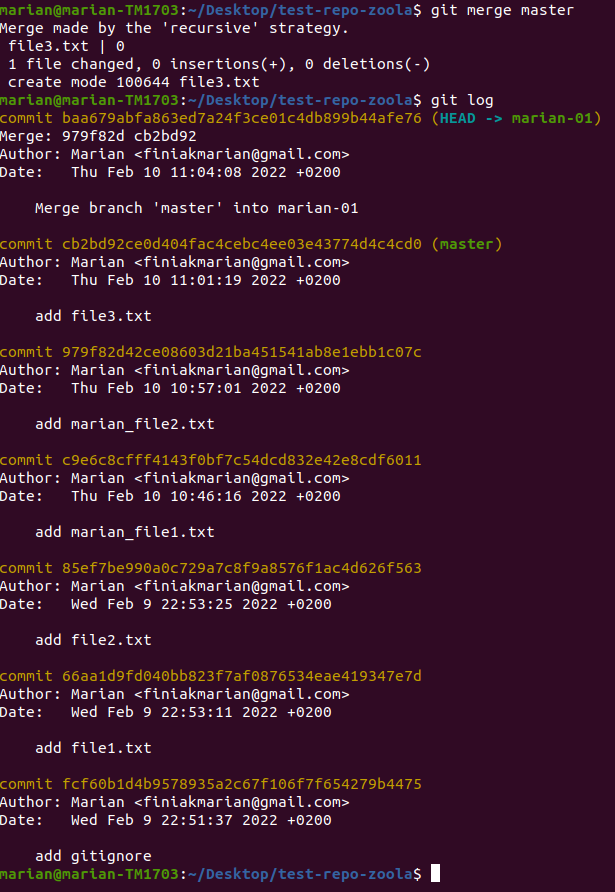 marian@marian-TM1703:~/Desktop/test-repo-zoola$ git merge master
Merge made by the 'recursive' strategy.
 file3.txt | 0
 1 file changed, 0 insertions(+), 0 deletions(-)
 create mode 100644 file3.txt
marian@marian-TM1703:~/Desktop/test-repo-zoola$ git log
commit baa679abfa863ed7a24f3ce01c4db899b44afe76 (HEAD -> marian-01)
Merge: 979f82d cb2bd92
Author: Marian <finiakmarian@gmail.com>
Date:   Thu Feb 10 11:04:08 2022 +0200

    Merge branch 'master' into marian-01

commit cb2bd92ce0d404fac4cebc4ee03e43774d4c4cd0 (master)
Author: Marian <finiakmarian@gmail.com>
Date:   Thu Feb 10 11:01:19 2022 +0200

    add file3.txt

commit 979f82d42ce08603d21ba451541ab8e1ebb1c07c
Author: Marian <finiakmarian@gmail.com>
Date:   Thu Feb 10 10:57:01 2022 +0200

    add marian_file2.txt

commit c9e6c8cfff4143f0bf7c54dcd832e42e8cdf6011
Author: Marian <finiakmarian@gmail.com>
Date:   Thu Feb 10 10:46:16 2022 +0200

    add marian_file1.txt

commit 85ef7be990a0c729a7c8f9a8576f1ac4d626f563
Author: Marian <finiakmarian@gmail.com>
Date:   Wed Feb 9 22:53:25 2022 +0200

    add file2.txt

commit 66aa1d9fd040bb823f7af0876534eae419347e7d
Author: Marian <finiakmarian@gmail.com>
Date:   Wed Feb 9 22:53:11 2022 +0200

    add file1.txt

commit fcf60b1d4b9578935a2c67f106f7f654279b4475
Author: Marian <finiakmarian@gmail.com>
Date:   Wed Feb 9 22:51:37 2022 +0200

    add gitignore
marian@marian-TM1703:~/Desktop/test-repo-zoola$